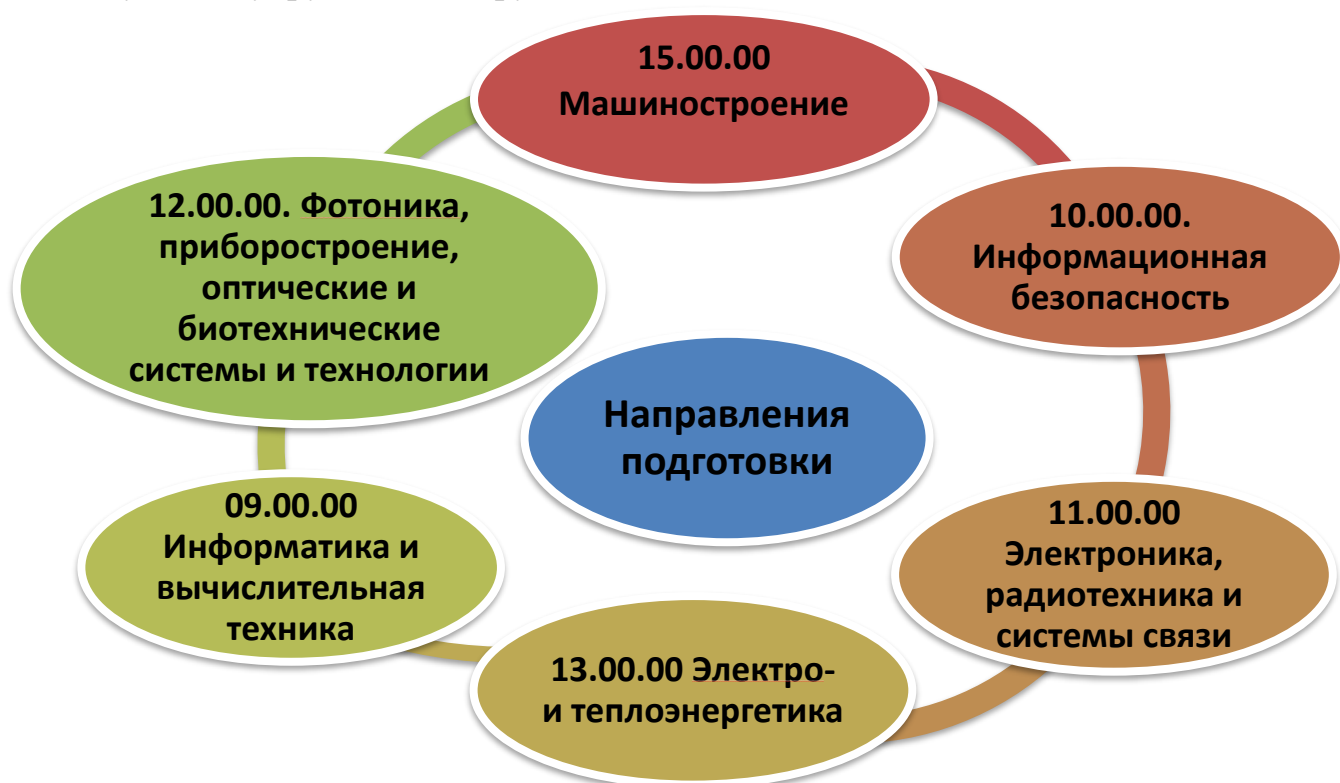 15.00.00
Машиностроение
12.00.00. Фотоника,
приборостроение,
оптические и
биотехнические
системы и технологии
10.00.00.
Информационная
безопасность
Направления
подготовки
09.00.00
Информатика и
вычислительная
техника
11.00.00
Электроника,
радиотехника и
системы связи
13.00.00 Электро-
и теплоэнергетика